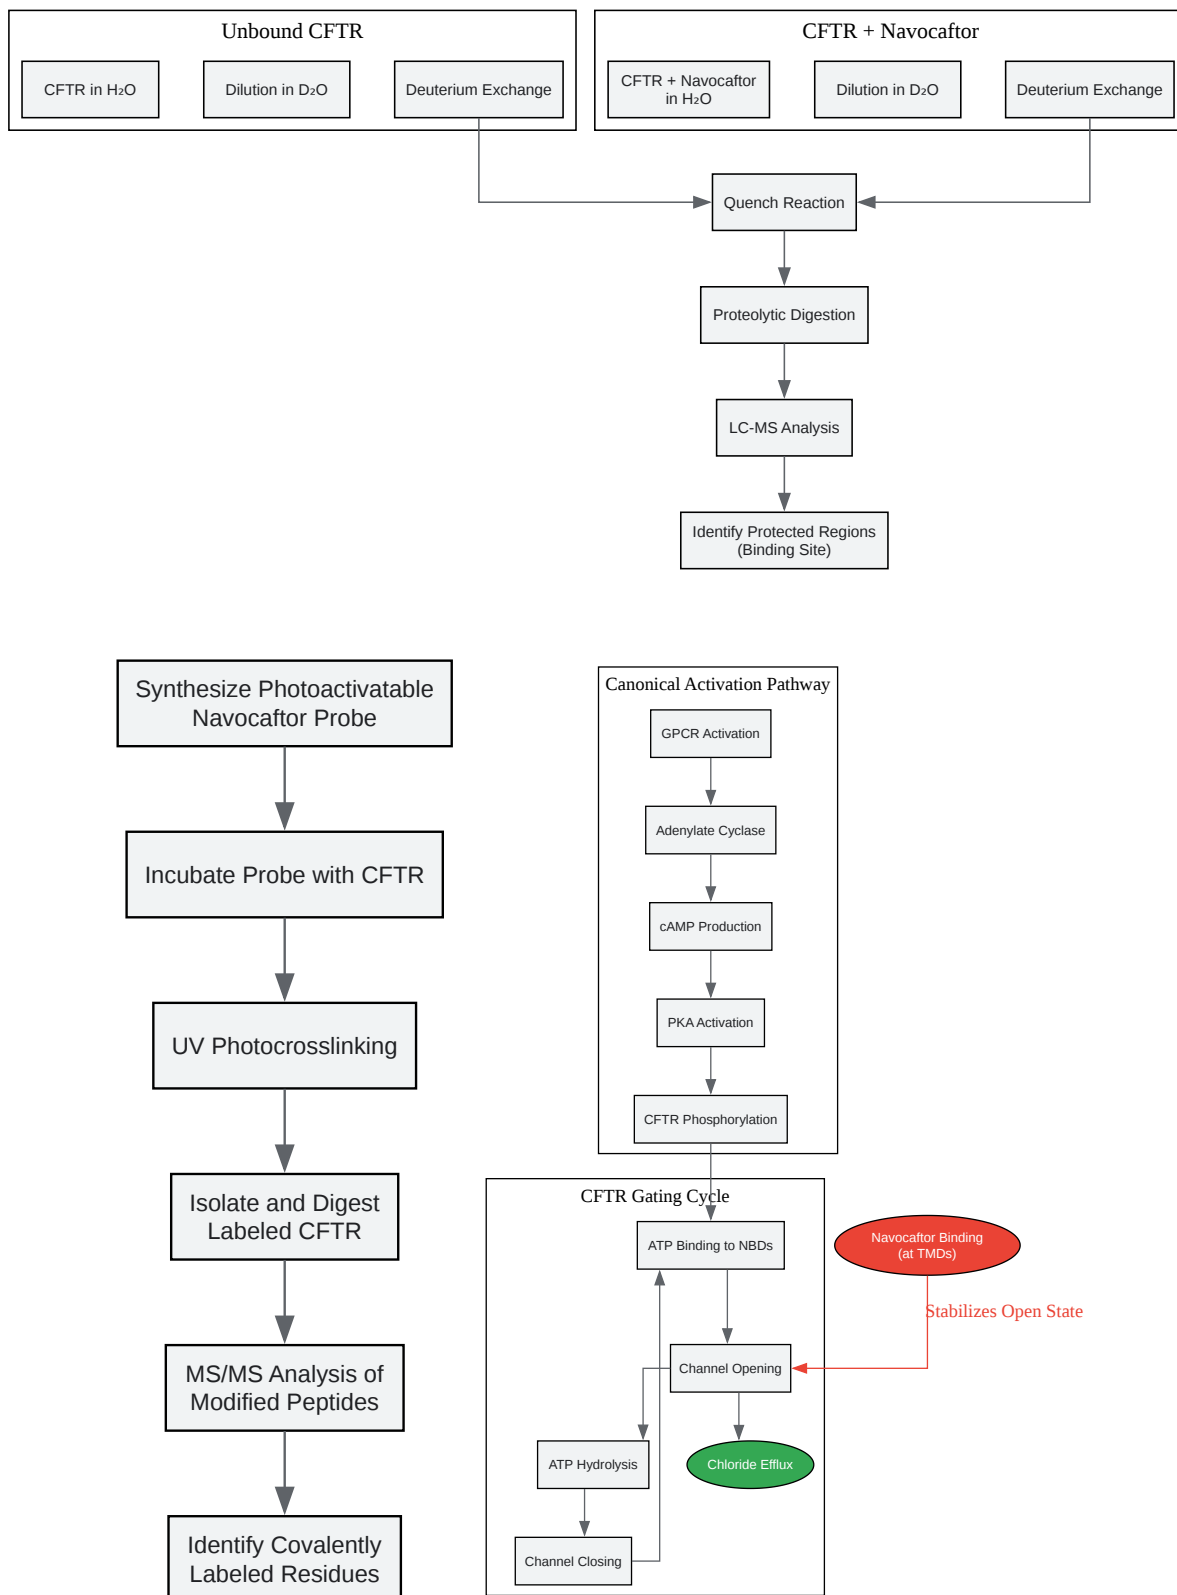 Unbound CFTR
CFTR in H₂O
Dilution in D₂O
Deuterium Exchange
CFTR + Navocaftor
CFTR + Navocaftor
in H₂O
Dilution in D₂O
Deuterium Exchange
Quench Reaction
Proteolytic Digestion
LC-MS Analysis
Identify Protected Regions
(Binding Site)
Synthesize Photoactivatable
Navocaftor Probe
Incubate Probe with CFTR
UV Photocrosslinking
Isolate and Digest
Labeled CFTR
MS/MS Analysis of
Modified Peptides
Identify Covalently
Labeled Residues
Canonical Activation Pathway
GPCR Activation
Adenylate Cyclase
cAMP Production
PKA Activation
CFTR Phosphorylation
CFTR Gating Cycle
ATP Binding to NBDs
Navocaftor Binding
(at TMDs)
Stabilizes Open State
Channel Opening
ATP Hydrolysis
Chloride Efflux
Channel Closing